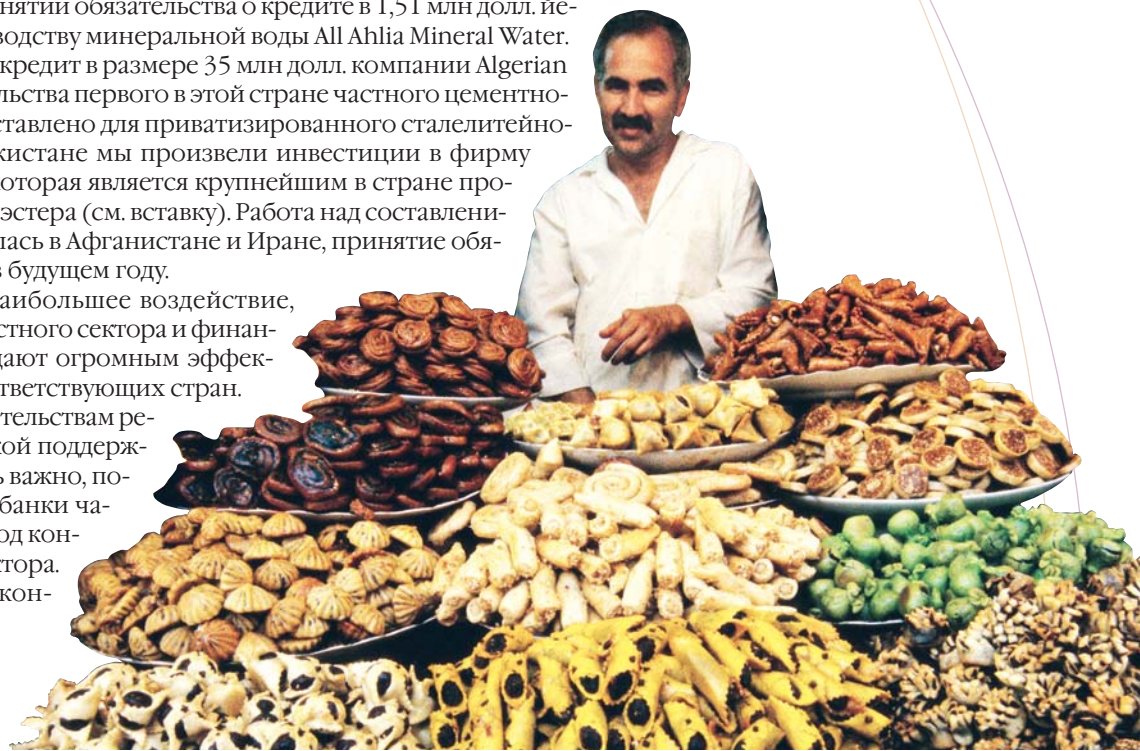 нятии обязательства о кредите в 1,51 млн долл. йе-
водству минеральной воды All Ahlia Mineral Water.
кредит в размере 35 млн долл. компании Algerian
льства первого в этой стране частного цементно-
ставлено для приватизированного сталелитейно-
кистане мы произвели инвестиции в фирму
оторая является крупнейшим в стране про-
эстера (см. вставку). Работа над составлени-
лась в Афганистане и Иране, принятие обя-
в будущем году.
аибольшее воздействие,
стного сектора и финан-
дают огромным эффек-
тветствующих стран.
тельствам ре-
кой поддерж-
ь важно, по-
банки ча-
од кон-
тора.
кон-